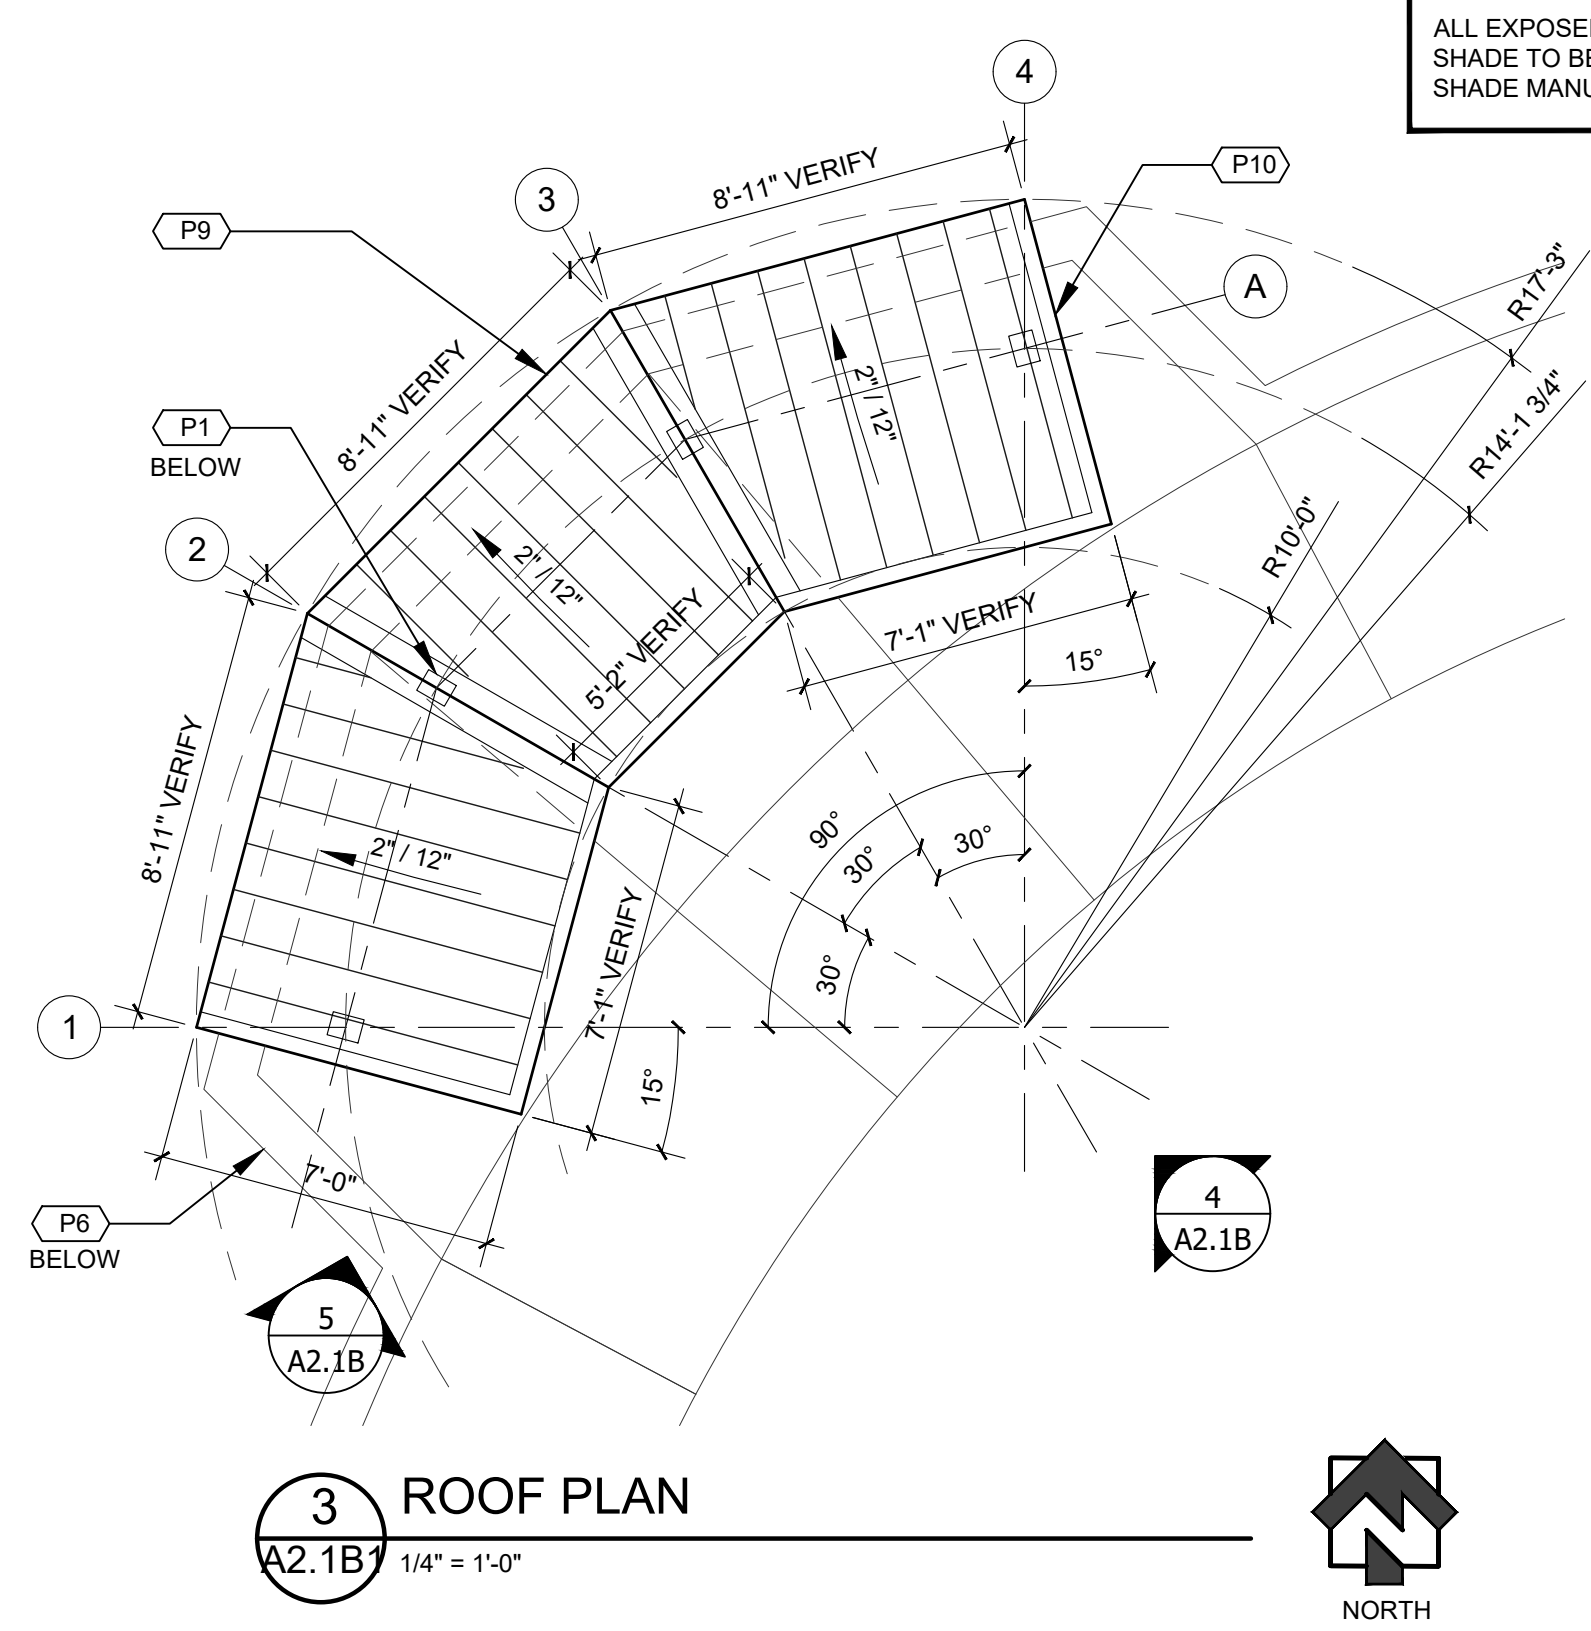 ALL EXPOSE
SHADE TO BE
SHADE MANU
4
8'-11" VERIFY
P10
3
P9
A
R17'-3"
8'-11" VERIFY
2" / 12"
R14'-1 3/4"
P1
BELOW
R10'-0"
2
2" / 12"
5'-2" VERIFY
7'-1" VERIFY
15°
8'-11" VERIFY
90°
30°
30°
2" / 12"
30°
7'-1" VERIFY
1
15°
7'-0"
P6
BELOW
4
A2.1B
5
A2.1B
3
ROOF PLAN
A2.1B1
1/4" = 1'-0"
NORTH